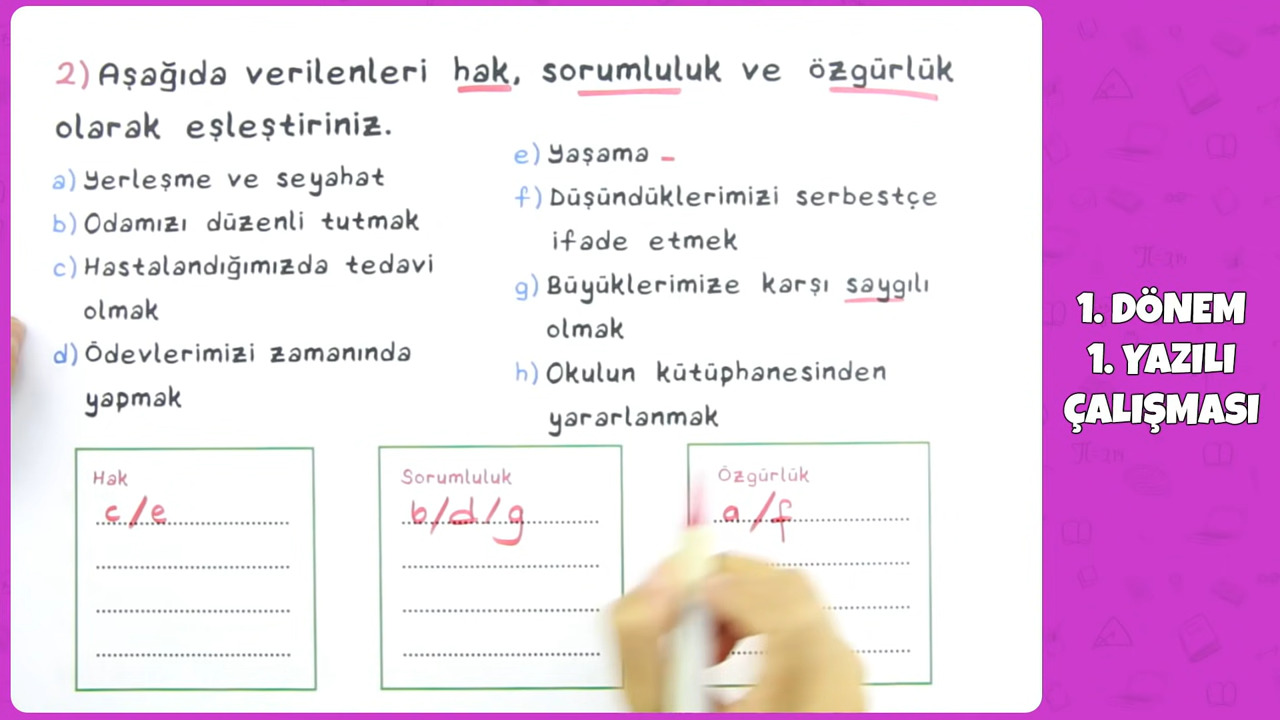 2) Aşağıda verilenleri hak, sorumluluk ve özgürlük
olarak eşleştiriniz.
a) Yerleşme ve seyahat
b) Odamızı düzenli tutmak
c) Hastalandığımızda tedavi
olmak
d) Ödevlerimizi zamanında
yapmak
e) Yaşama -
f) Düşündüklerimizi serbestçe
ifade etmek
g) Büyüklerimize karşı saygılı
olmak
h) Okulun kütüphanesinden
yararlanmak
Hak
c/e
Sorumluluk
b/d/g
Özgürlük
a/f
1. DÖNEM
1. YAZILI
ÇALIŞMASI